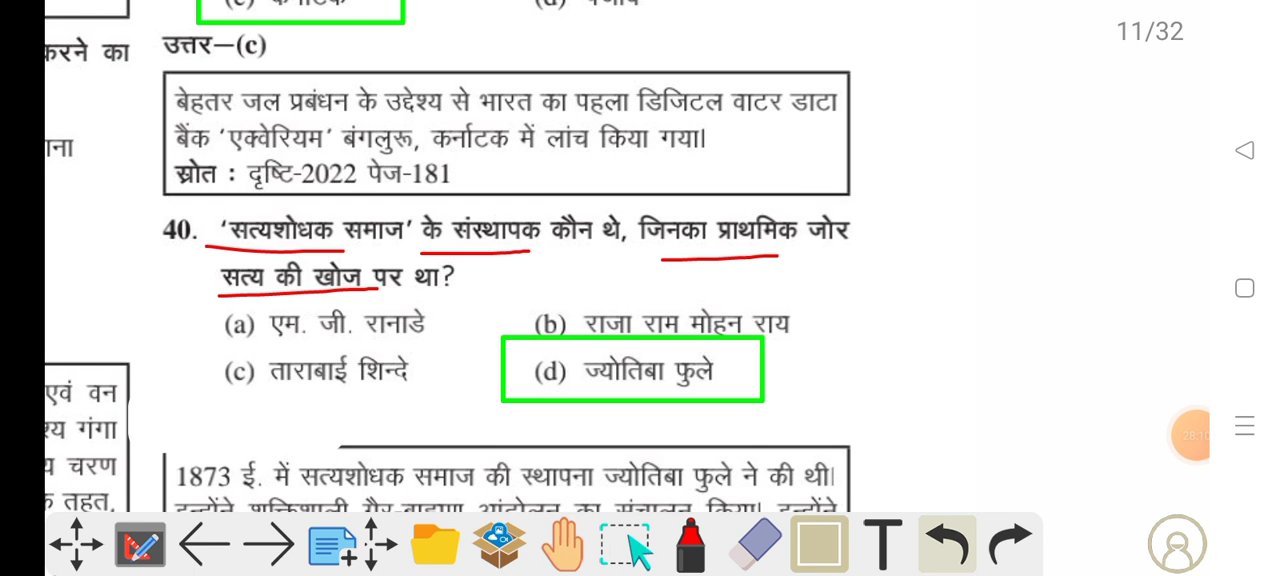 11/32
करने का
उत्तर–(c)
बेहतर जल प्रबंधन के उद्देश्य से भारत का पहला डिजिटल वाटर डाटा
बैंक ‘एक्वेरियम’ बंगलुरू, कर्नाटक में लांच किया गया।
स्रोत : दृष्टि-2022 पेज-181
40. ‘सत्यशोधक समाज’ के संस्थापक कौन थे, जिनका प्राथमिक जोर
सत्य की खोज पर था?
(a) एम. जी. रानाडे (b) राजा राम मोहन राय
(c) ताराबाई शिन्दे (d) ज्योतिबा फुले
एवं वन
गंगा
चरण
तहत,
1873 ई. में सत्यशोधक समाज की स्थापना ज्योतिबा फुले ने की थी।